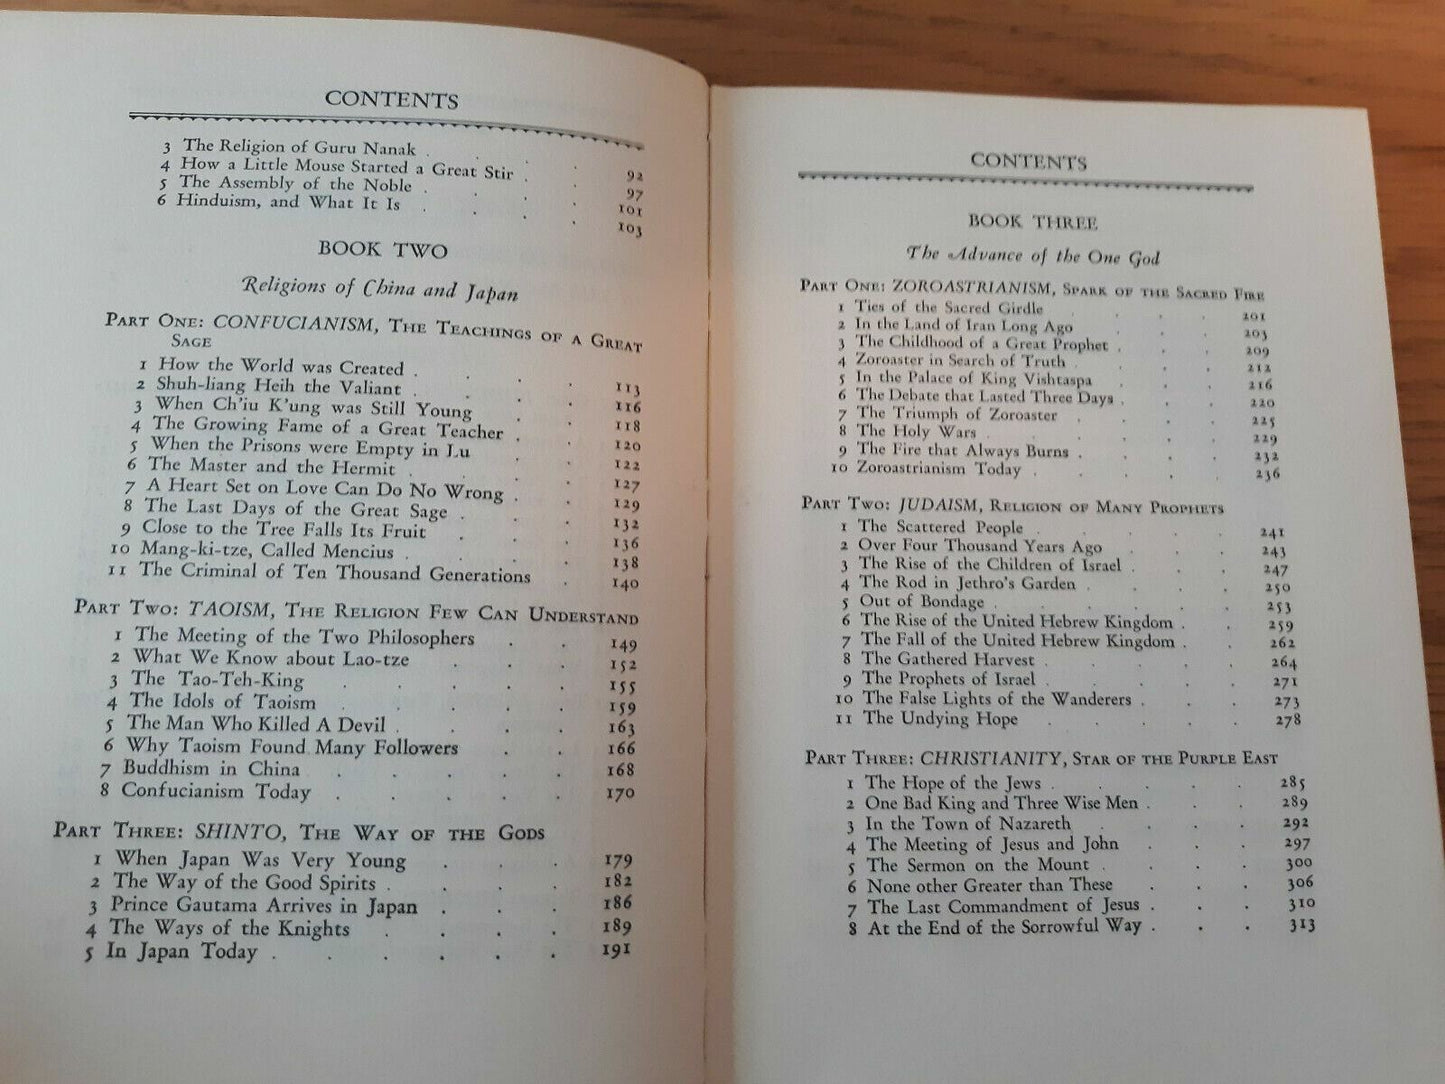 CONTENTS
3 The Religion of Guru Nanak . . . . 92
4 How a Little Mouse Started a Great Stir . . 97
5 The Assembly of the Noble . . . . 101
6 Hinduism, and What It Is . . . . 103
BOOK TWO
Religions of China and Japan
PART ONE: CONFUCIANISM, THE TEACHINGS OF A GREAT
SAGE
1 How the World was Created . . . . 113
2 Shuh-liang Heih the Valiant . . . . 116
3 When Ch'iu K'ung was Still Young . . . 118
4 The Growing Fame of a Great Teacher . . 120
5 When the Prisons were Empty in Lu . . 122
6 The Master and the Hermit . . . . 127
7 A Heart Set on Love Can Do No Wrong . . 129
8 The Last Days of the Great Sage . . . 132
9 Close to the Tree Falls Its Fruit . . . 136
10 Mang-ki-tze, Called Mencius . . . . 138
11 The Criminal of Ten Thousand Generations . 140
PART TWO: TAOISM, THE RELIGION FEW CAN UNDERSTAND
1 The Meeting of the Two Philosophers . . 149
2 What We Know about Lao-tze . . . 152
3 The Tao-Teh-King . . . . . 155
4 The Idols of Taoism . . . . . 159
5 The Man Who Killed A Devil . . . . 163
6 Why Taoism Found Many Followers . . 166
7 Buddhism in China . . . . . 168
8 Confucianism Today . . . . . 170
PART THREE: SHINTO, THE WAY OF THE GODS
1 When Japan Was Very Young . . . 179
2 The Way of the Good Spirits . . . . 182
3 Prince Gautama Arrives in Japan . . . 186
4 The Ways of the Knights . . . . 189
5 In Japan Today . . . . . . 191
CONTENTS
BOOK THREE
The Advance of the One God
PART ONE: ZOROASTRIANISM, SPARK OF THE SACRED FIRE
1 Ties of the Sacred Girdle . . . . 201
2 In the Land of Iran Long Ago . . . 203
3 The Childhood of a Great Prophet . . . 209
4 Zoroaster in Search of Truth . . . . 212
5 In the Palace of King Vishtaspa . . . 216
6 The Debate that Lasted Three Days . . . 220
7 The Triumph of Zoroaster . . . . 225
8 The Holy Wars . . . . . 229
9 The Fire that Always Burns . . . . 232
10 Zoroastrianism Today . . . . . 236
PART TWO: JUDAISM, RELIGION OF MANY PROPHETS
1 The Scattered People . . . . . 241
2 Over Four Thousand Years Ago . . . 243
3 The Rise of the Children of Israel . . . 247
4 The Rod in Jethro's Garden . . . . 250
5 Out of Bondage . . . . . 253
6 The Rise of the United Hebrew Kingdom . . 259
7 The Fall of the United Hebrew Kingdom . . 262
8 The Gathered Harvest . . . . . 264
9 The Prophets of Israel . . . . . 271
10 The False Lights of the Wanderers . . . 273
11 The Undying Hope . . . . . 278
PART THREE: CHRISTIANITY, STAR OF THE PURPLE EAST
1 The Hope of the Jews . . . . . 285
2 One Bad King and Three Wise Men . . . 289
3 In the Town of Nazareth . . . . 292
4 The Meeting of Jesus and John . . . 297
5 The Sermon on the Mount . . . . 300
6 None other Greater than These . . . 306
7 The Last Commandment of Jesus . . . 310
8 At the End of the Sorrowful Way . . . 313